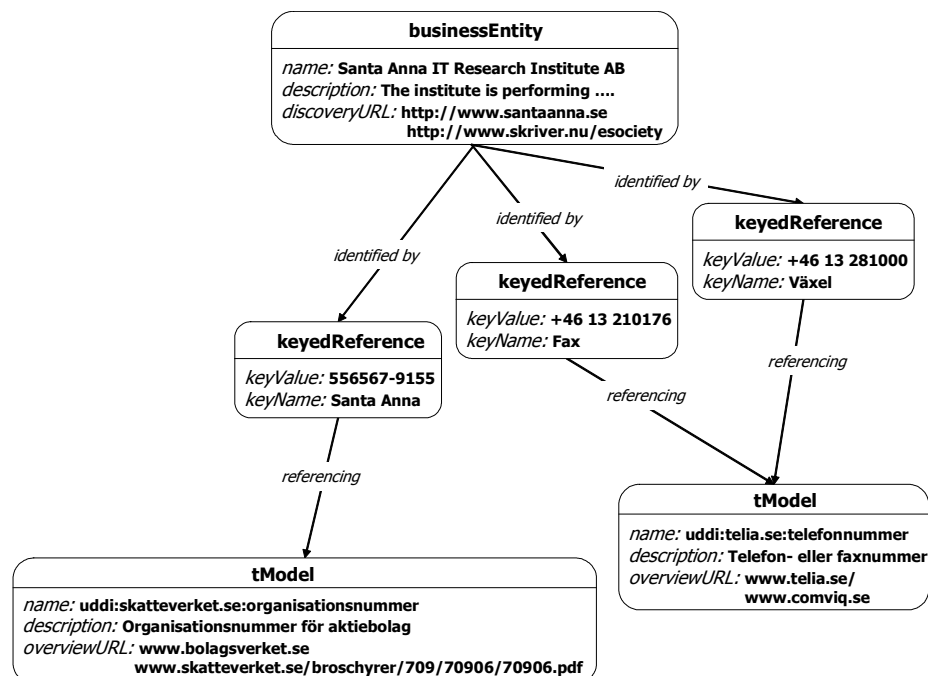 businessEntity
name: Santa Anna IT Research Institute AB
description: The institute is performing ....
discoveryURL: http://www.santaanna.se
http://www.skriver.nu/esociety
identified by
identified by
identified by
keyedReference
keyValue: +46 13 281000
keyName: Växel
keyedReference
keyValue: +46 13 210176
keyName: Fax
keyedReference
keyValue: 556567-9155
keyName: Santa Anna
referencing
referencing
referencing
tModel
name: uddi:telia.se:telefonnummer
description: Telefon- eller faxnummer
overviewURL: www.telia.se/
www.comviq.se
tModel
name: uddi:skatteverket.se:organisationsnummer
description: Organisationsnummer för aktiebolag
overviewURL: www.bolagsverket.se
www.skatteverket.se/broschyrer/709/70906/70906.pdf